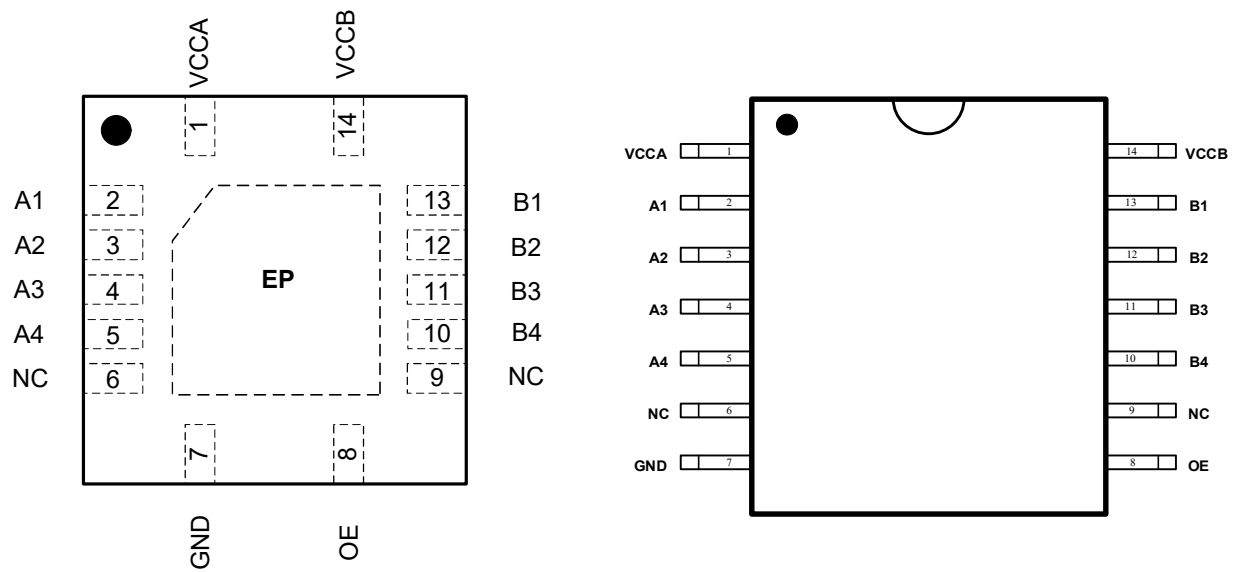 VCCA VCCB
1 14
A1 2 13 B1
A2 3 12 B2
A3 4 EP 11 B3
A4 5 10 B4
NC 6 9 NC
7 8
GND OE
VCCA 1 14 VCCB
A1 2 13 B1
A2 3 12 B2
A3 4 11 B3
A4 5 10 B4
NC 6 9 NC
GND 7 8 OE